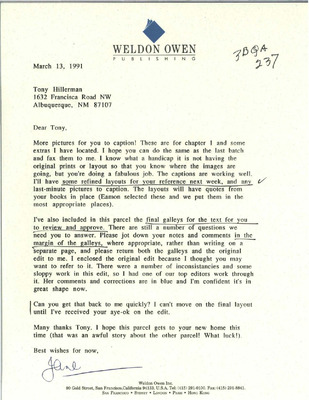 WELDON OWEN
PUBLISHING
3BQA
237
March 13, 1991
Tony Hillerman
1632 Francisca Road NW
Albuquerque, NM 87107
Dear Tony,
More pictures for you to caption! These are for chapter 1 and some
extras I have located. I hope you can do the same as the last batch
and fax them to me. I know what a handicap it is not having the
original prints or layout so that you know where the images are
going, but you're doing a fabulous job. The captions are working well.
I'll have some refined layouts for your reference next week, and any
last-minute pictures to caption. The layouts will have quotes from
your books in place (Eamon selected these and we put them in the
most appropriate places).
I've also included in this parcel the final galleys for the text for you
to review and approve. There are still a number of questions we
need you to answer. Please jot down your notes and comments in the
margin of the galleys, where appropriate, rather than writing on a
separate page, and please return both the galleys and the original
edit to me. I enclosed the original edit because I thought you may
want to refer to it. There were a number of inconsistancies and some
sloppy work in this edit, so I had one of our top editors work through
it. Her comments and corrections are in blue and I'm confident it's in
great shape now.
Can you get that back to me quickly? I can't move on the final layout
until I've received your aye-ok on the edit.
Many thanks Tony. I hope this parcel gets to your new home this
time (that was an awful story about the other parcel! What luck!).
Best wishes for now,
Jane
Weldon Owen Inc.
San Francisco • Sydney • London • Paris • Hong Kong